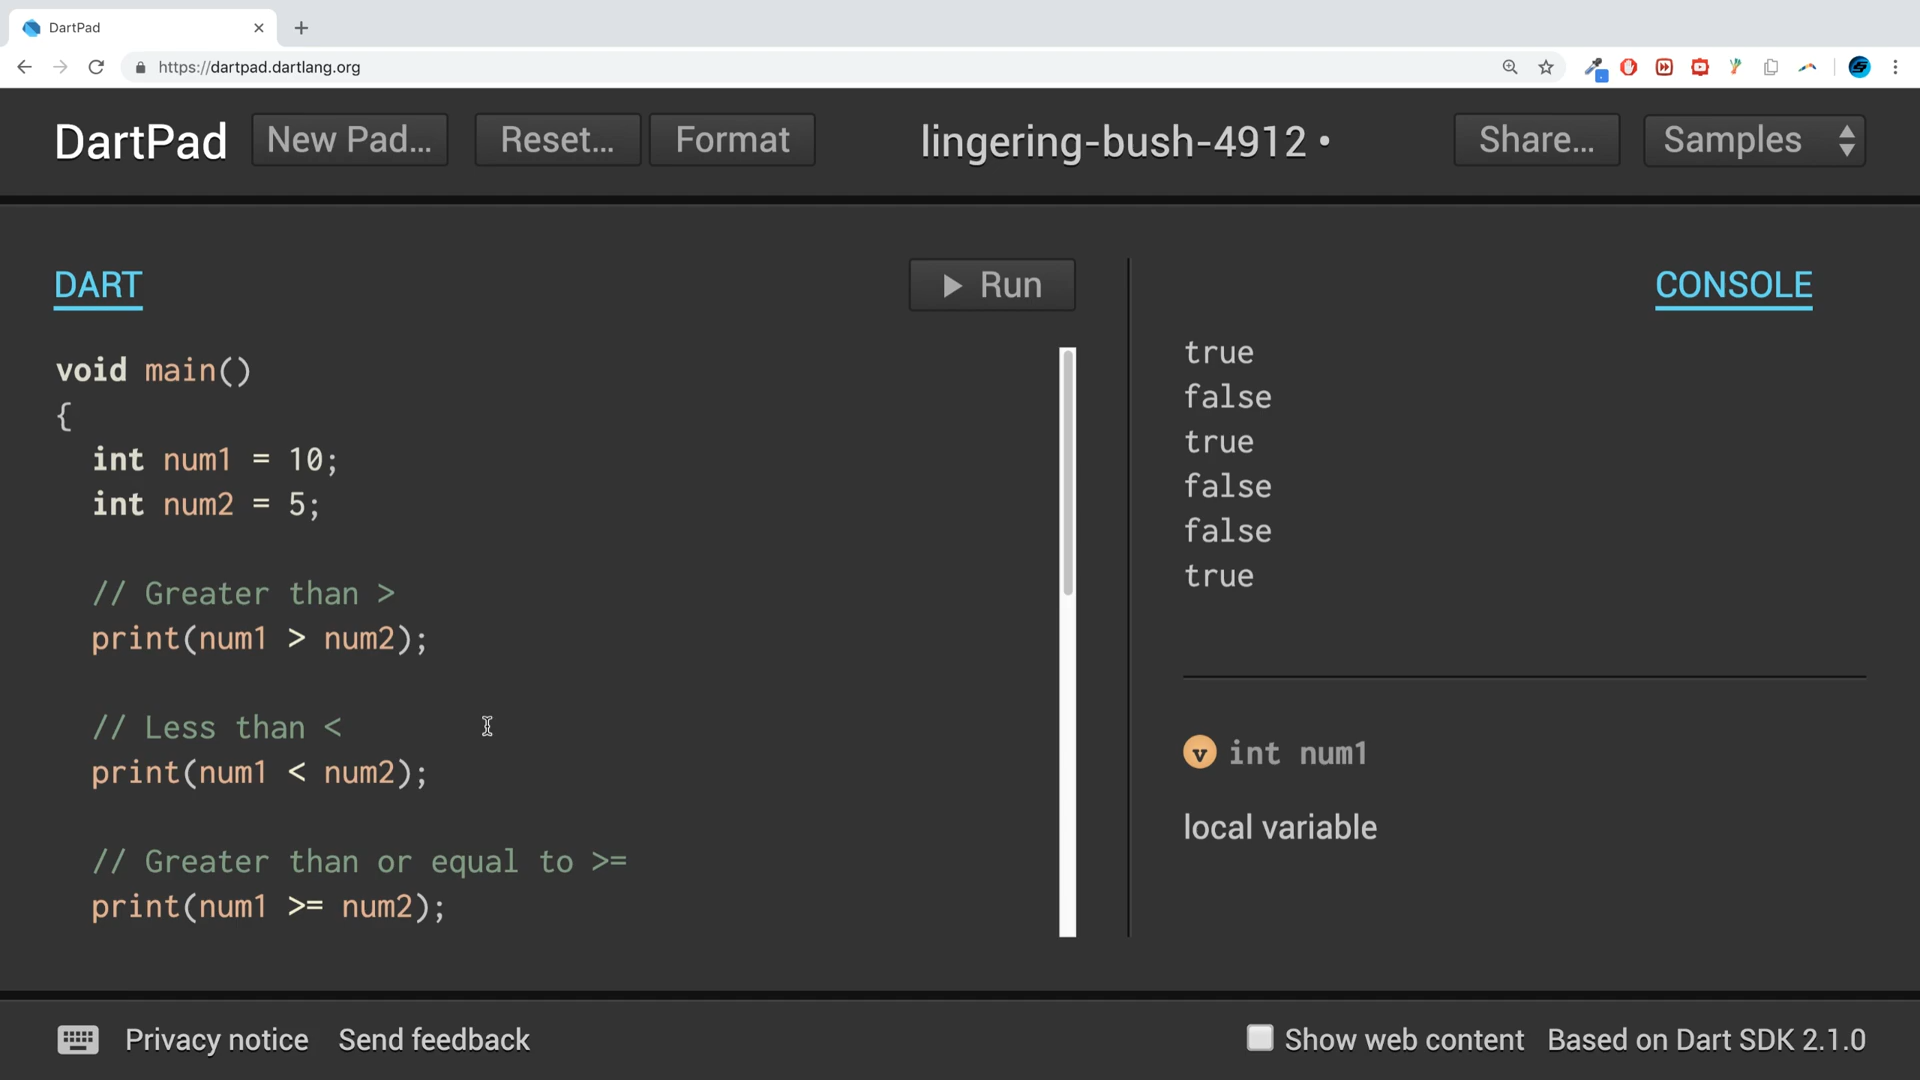 DartPad
https://dartpad.dartlang.org
DartPad
New Pad...
Reset...
Format
lingering-bush-4912 •
Share...
Samples
DART
Run
void main()
{
  int num1 = 10;
  int num2 = 5;
  // Greater than >
  print(num1 > num2);
  // Less than <
  print(num1 < num2);
  // Greater than or equal to >=
  print(num1 >= num2);
CONSOLE
true
false
true
false
false
true
v int num1
local variable
Privacy notice
Send feedback
Show web content
Based on Dart SDK 2.1.0